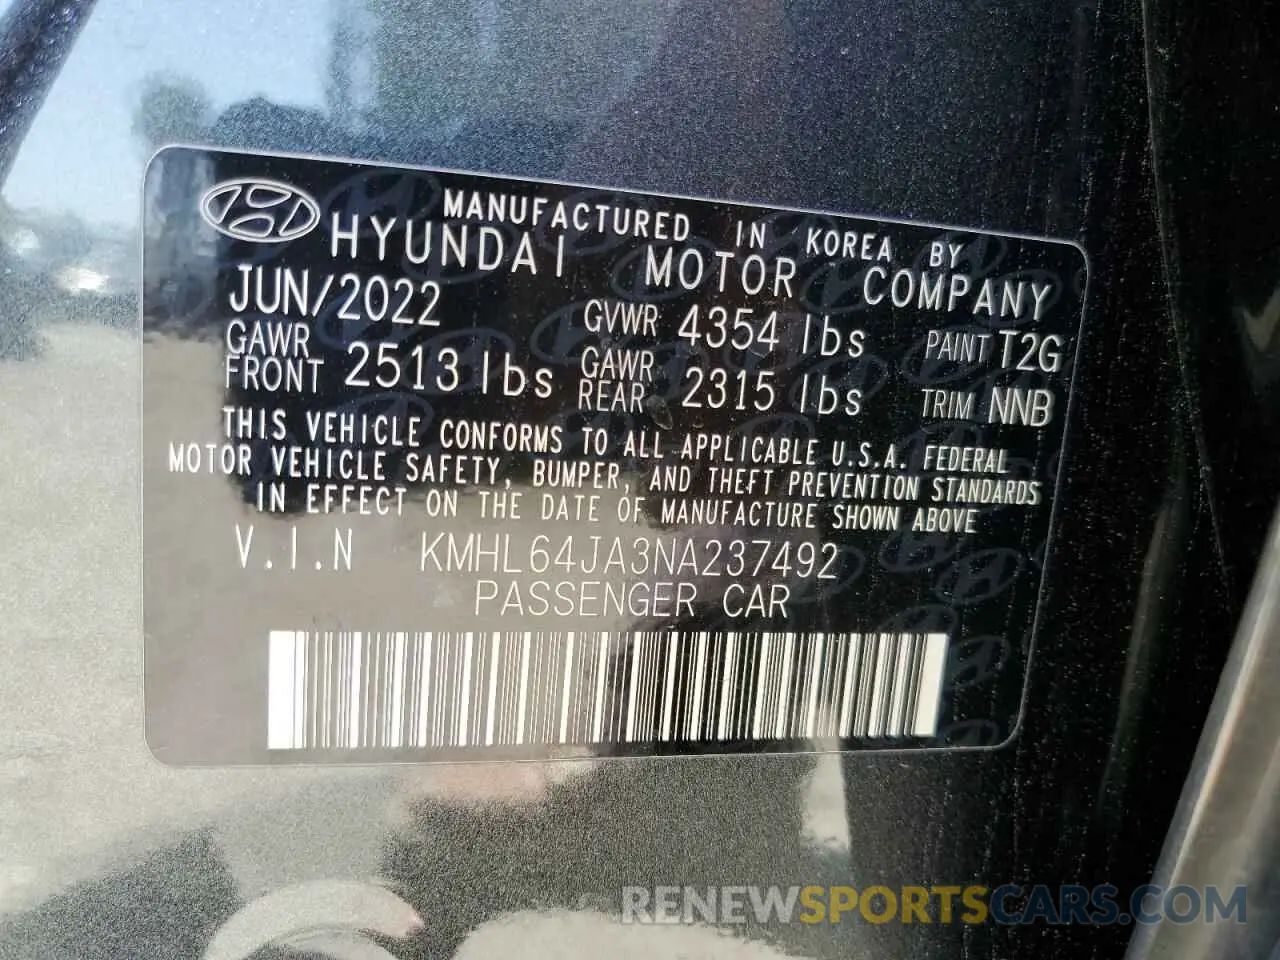 MANUFACTURED IN KOREA BY
HYUNDAI MOTOR COMPANY
JUN/2022 GVWR 4354 lbs PAINT T2G
GAWR FRONT 2513 lbs GAWR REAR 2315 lbs TRIM NNB
THIS VEHICLE CONFORMS TO ALL APPLICABLE U.S.A. FEDERAL
MOTOR VEHICLE SAFETY, BUMPER, AND THEFT PREVENTION STANDARDS
IN EFFECT ON THE DATE OF MANUFACTURE SHOWN ABOVE
V.I.N KMHL64JA3NA237492
PASSENGER CAR
RENEWSPORTSCARS.COM